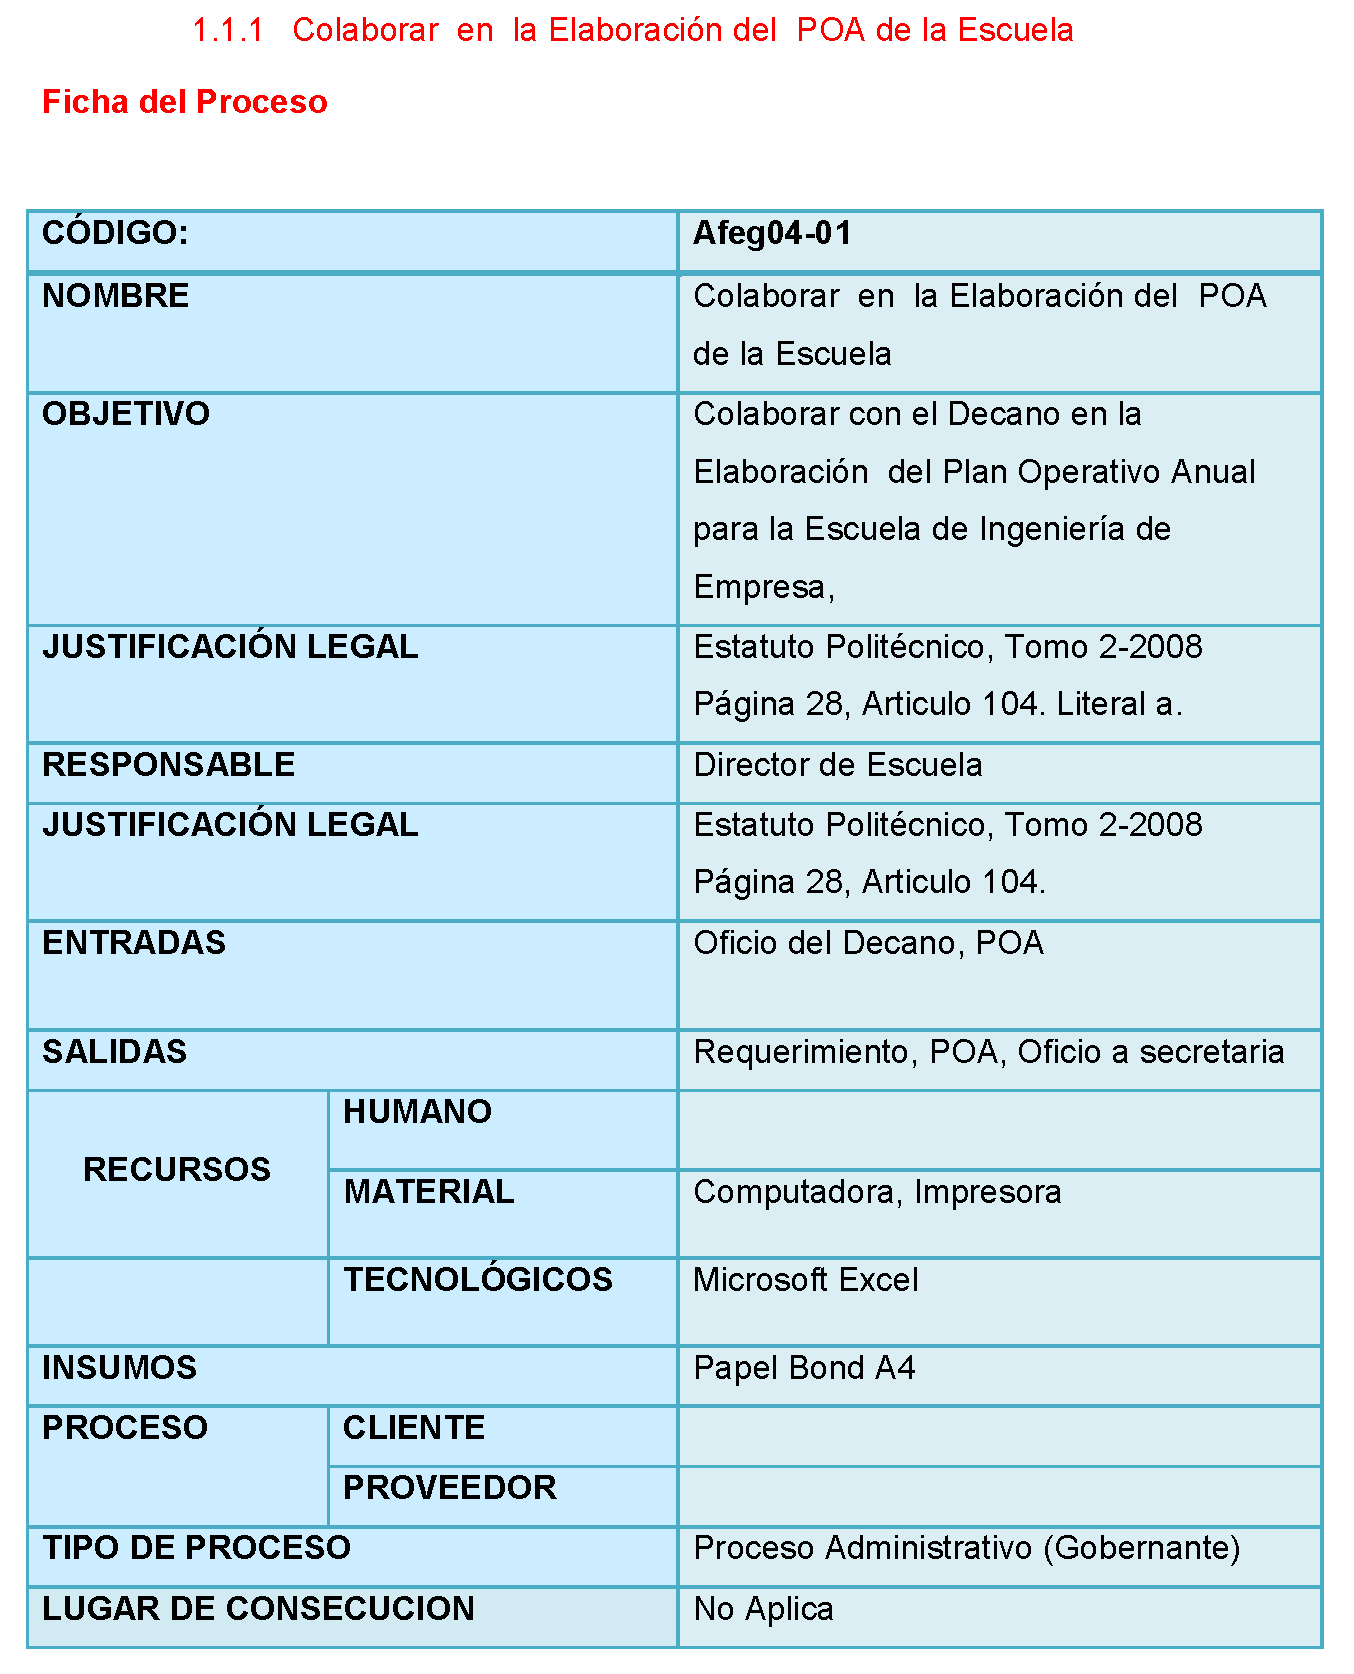 1.1.1 Colaborar en la Elaboración del POA de la Escuela
Ficha del Proceso
CÓDIGO: Afeg04-01
NOMBRE Colaborar en la Elaboración del POA
de la Escuela
OBJETIVO Colaborar con el Decano en la
Elaboración del Plan Operativo Anual
para la Escuela de Ingeniería de
Empresa,
JUSTIFICACIÓN LEGAL Estatuto Politécnico, Tomo 2-2008
Página 28, Articulo 104. Literal a.
RESPONSABLE Director de Escuela
JUSTIFICACIÓN LEGAL Estatuto Politécnico, Tomo 2-2008
Página 28, Articulo 104.
ENTRADAS Oficio del Decano, POA
SALIDAS Requerimiento, POA, Oficio a secretaria
HUMANO
RECURSOS
MATERIAL Computadora, Impresora
TECNOLÓGICOS Microsoft Excel
INSUMOS Papel Bond A4
PROCESO CLIENTE
PROVEEDOR
TIPO DE PROCESO Proceso Administrativo (Gobernante)
LUGAR DE CONSECUCION No Aplica